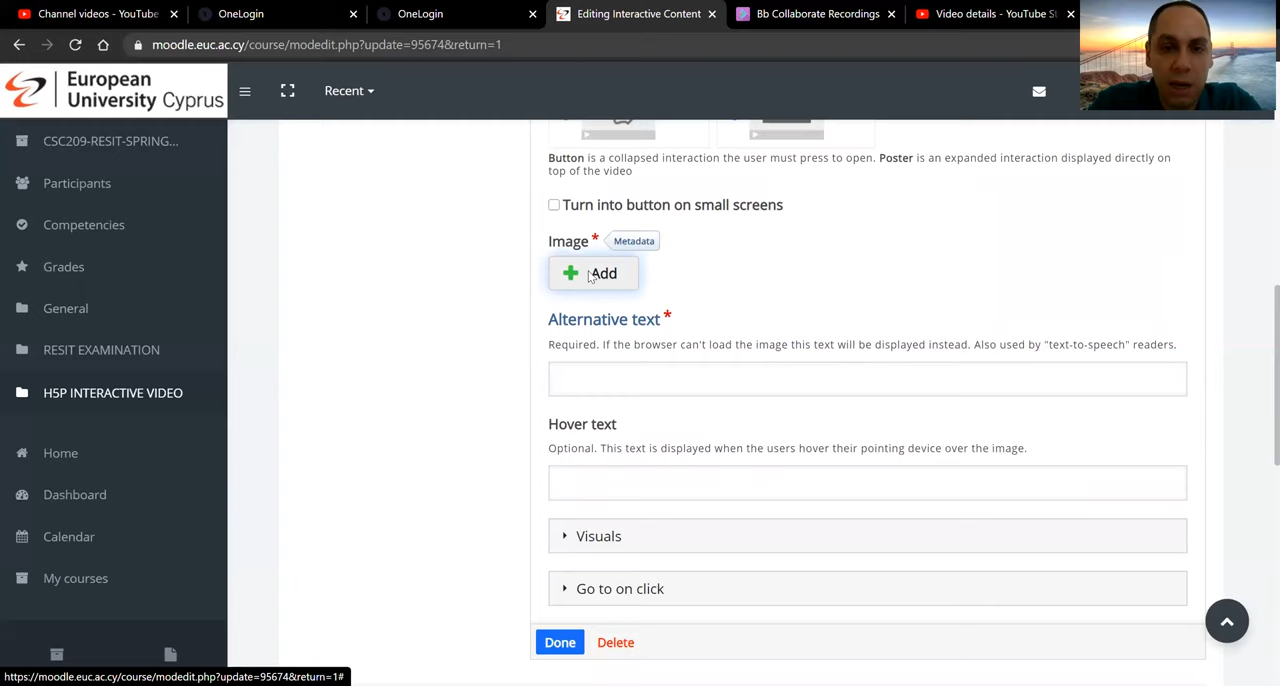 Channel videos - YouTube
OneLogin
OneLogin
Editing Interactive Content
Bb Collaborate Recordings
Video details - YouTube St
moodle.euc.ac.cy/course/modedit.php?update=95674&return=1
European
University Cyprus
Recent
CSC209-RESIT-SPRING...
Participants
Competencies
Grades
General
RESIT EXAMINATION
H5P INTERACTIVE VIDEO
Home
Dashboard
Calendar
My courses
Button is a collapsed interaction the user must press to open. Poster is an expanded interaction displayed directly on
top of the video
Turn into button on small screens
Image * Metadata
Add
Alternative text *
Required. If the browser can't load the image this text will be displayed instead. Also used by "text-to-speech" readers.
Hover text
Optional. This text is displayed when the users hover their pointing device over the image.
Visuals
Go to on click
Done Delete
https://moodle.euc.ac.cy/course/modedit.php?update=95674&return=1#